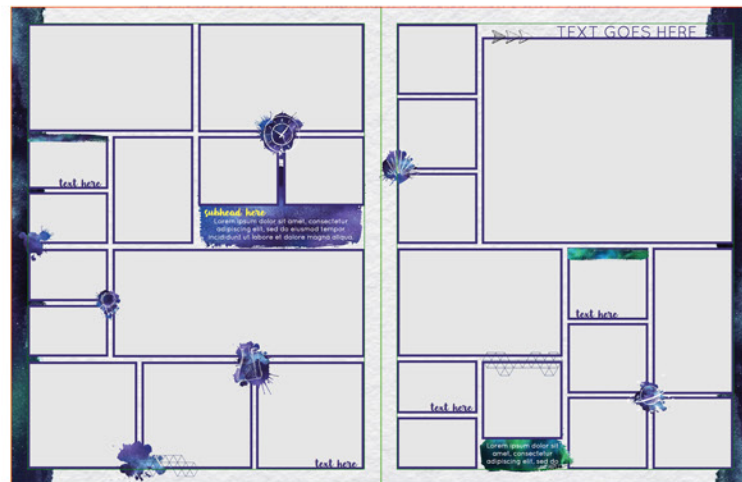 TEXT GOES HERE
text here
subhead here
Lorem ipsum dolor sit amet, consectetur
adipiscing elit, sed do eiusmod tempor
incididunt ut labore et dolore magna aliqua.
text here
text here
text here
Lorem ipsum dolor sit
amet, consectetur
adipiscing elit, sed do